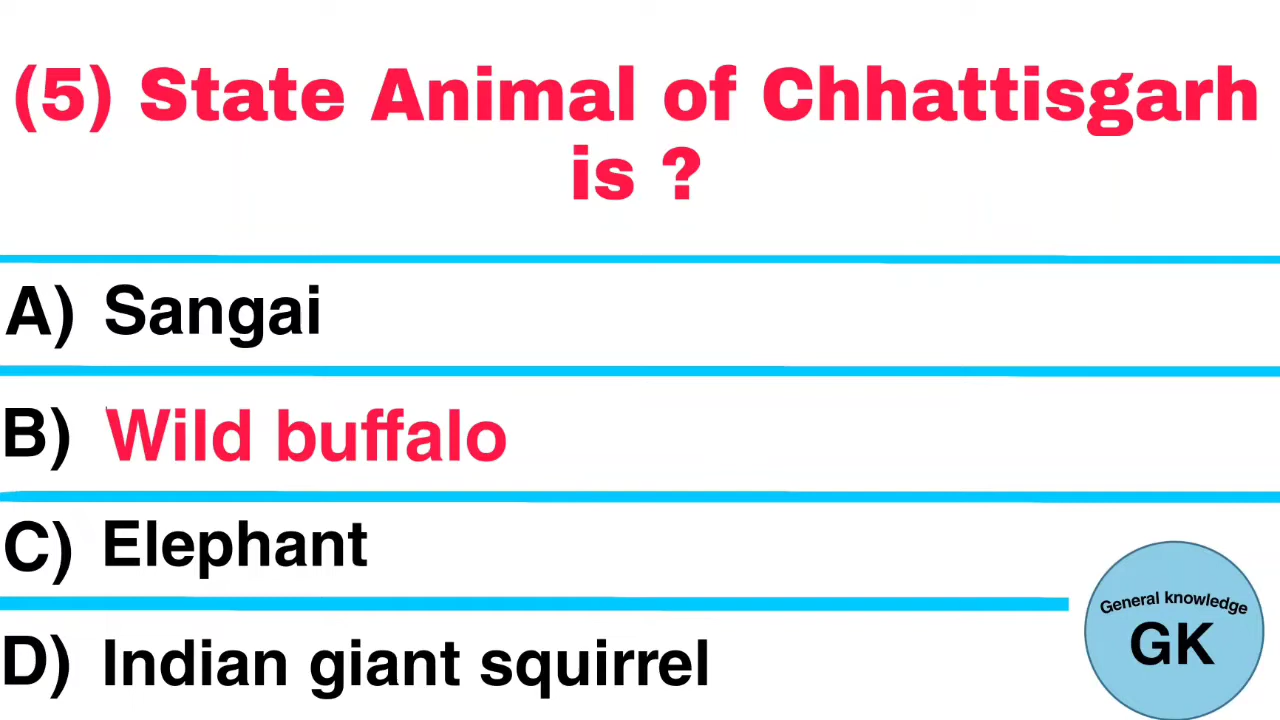 (5) State Animal of Chhattisgarh
is ?
A) Sangai
B) Wild buffalo
C) Elephant
D) Indian giant squirrel
General knowledge
GK